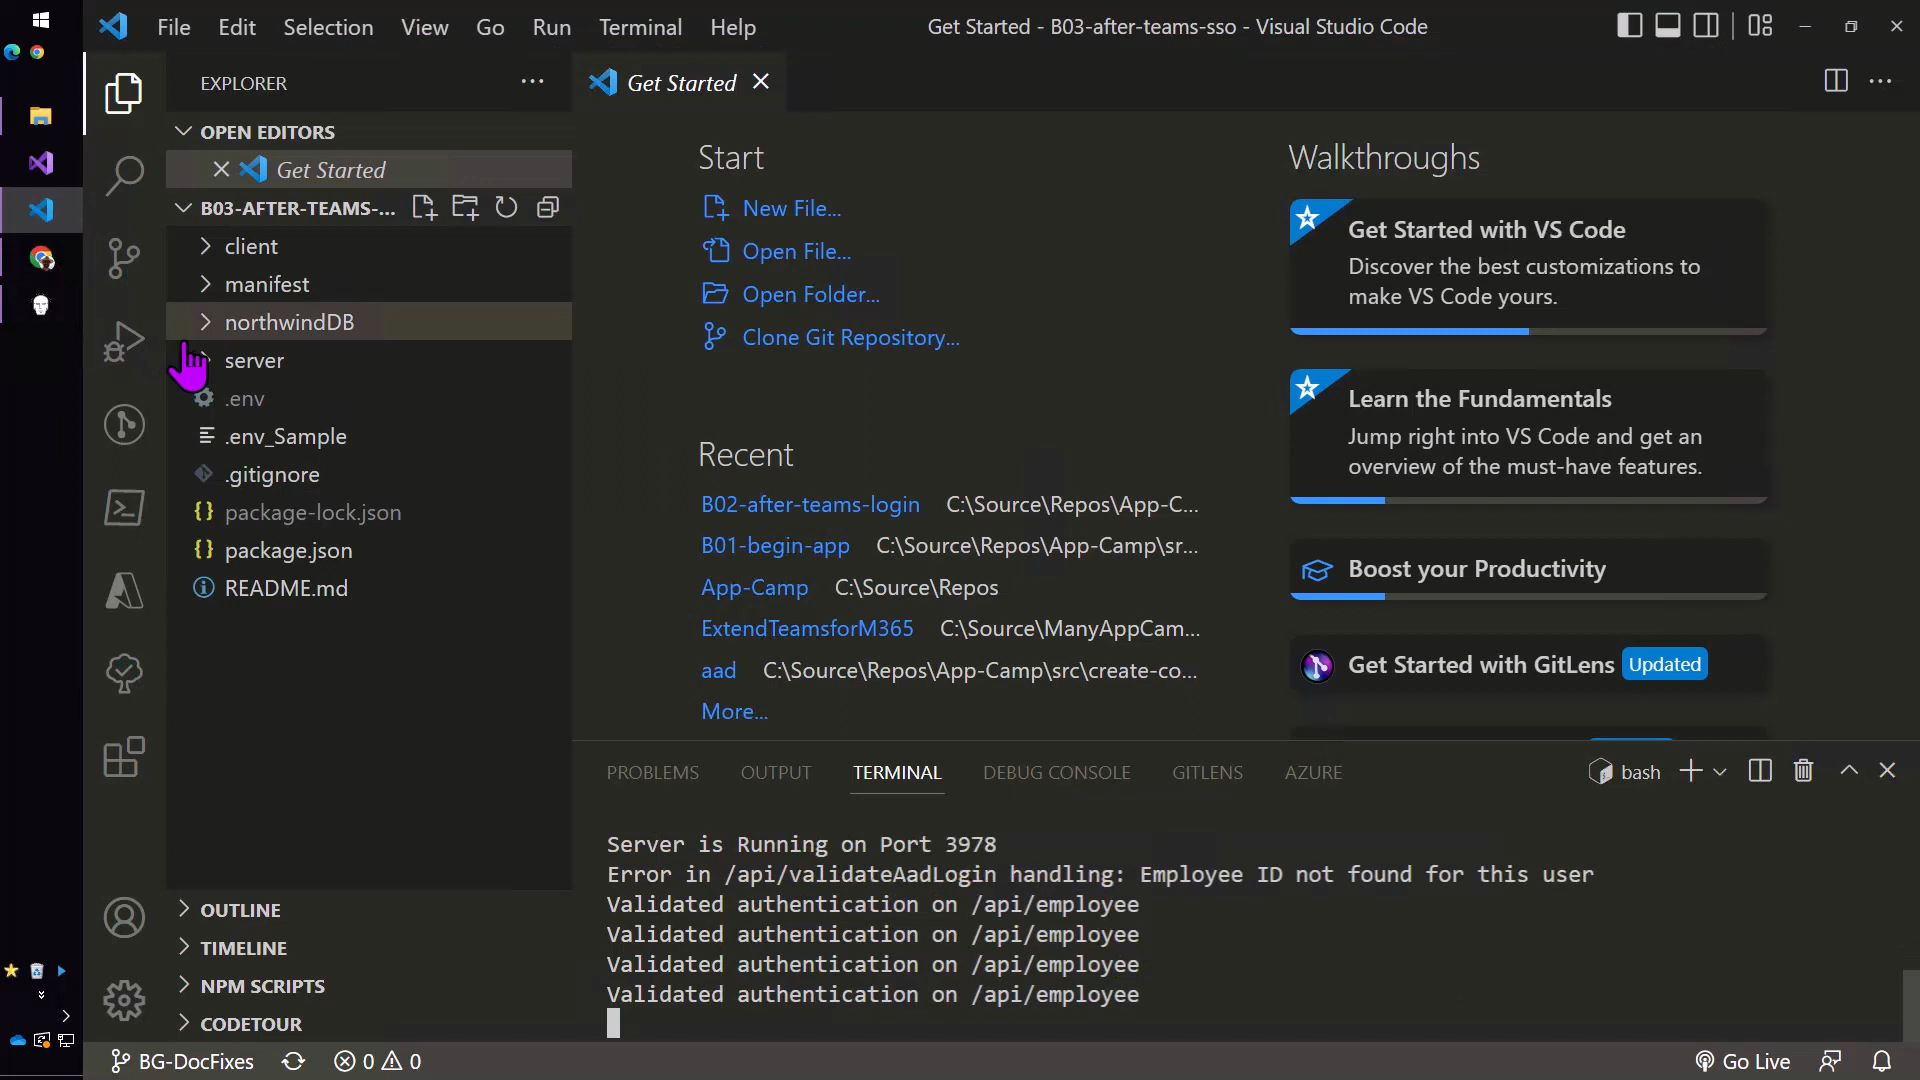 File Edit Selection View Go Run Terminal Help
Get Started - B03-after-teams-sso - Visual Studio Code
EXPLORER
OPEN EDITORS
Get Started
B03-AFTER-TEAMS-...
client
manifest
northwindDB
server
.env
.env_Sample
.gitignore
package-lock.json
package.json
README.md
OUTLINE
TIMELINE
NPM SCRIPTS
CODETOUR
Get Started
Start
New File...
Open File...
Open Folder...
Clone Git Repository...
Recent
B02-after-teams-login C:\Source\Repos\App-C...
B01-begin-app C:\Source\Repos\App-Camp\sr...
App-Camp C:\Source\Repos
ExtendTeamsforM365 C:\Source\ManyAppCam...
aad C:\Source\Repos\App-Camp\src\create-co...
More...
Walkthroughs
Get Started with VS Code
Discover the best customizations to
make VS Code yours.
Learn the Fundamentals
Jump right into VS Code and get an
overview of the must-have features.
Boost your Productivity
Get Started with GitLens Updated
PROBLEMS OUTPUT TERMINAL DEBUG CONSOLE GITLENS AZURE
bash
Server is Running on Port 3978
Error in /api/validateAadLogin handling: Employee ID not found for this user
Validated authentication on /api/employee
Validated authentication on /api/employee
Validated authentication on /api/employee
Validated authentication on /api/employee
BG-DocFixes 0 0
Go Live